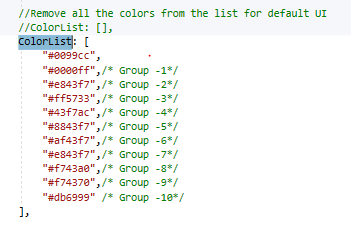 //Remove all the colors from the list for default UI
//ColorList: [],
ColorList: [
"#0099cc",
"#0000ff",/* Group -1*/
"#e843f7",/* Group -2*/
"#ff5733",/* Group -3*/
"#43f7ac",/* Group -4*/
"#8843f7",/* Group -5*/
"#af43f7",/* Group -6*/
"#e843f7",/* Group -7*/
"#f743a0",/* Group -8*/
"#f74370",/* Group -9*/
"#db6999" /* Group -10*/
],